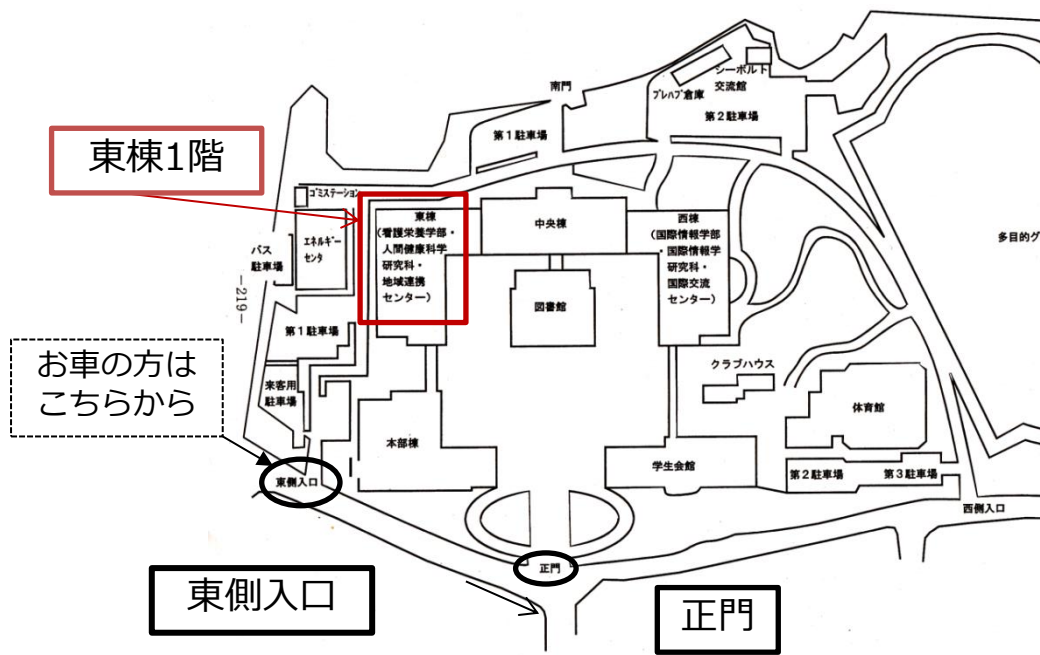 シーボルト
交流館
プレハブ倉庫
南門
第1駐車場
第2駐車場
東棟1階
ゴミステーション
東棟
(看護栄養学部・
人間健康科学
研究科・
地域連携
センター)
中央棟
西棟
(国際情報学部
・国際情報学
研究科・
国際交流
センター)
多目的グ
エネルギー
センタ
バス
駐車場
-219-
図書館
第1駐車場
お車の方は
こちらから
来客用
駐車場
クラブハウス
体育館
本部棟
学生会館
第2駐車場
第3駐車場
東側入口
西側入口
正門
東側入口
正門